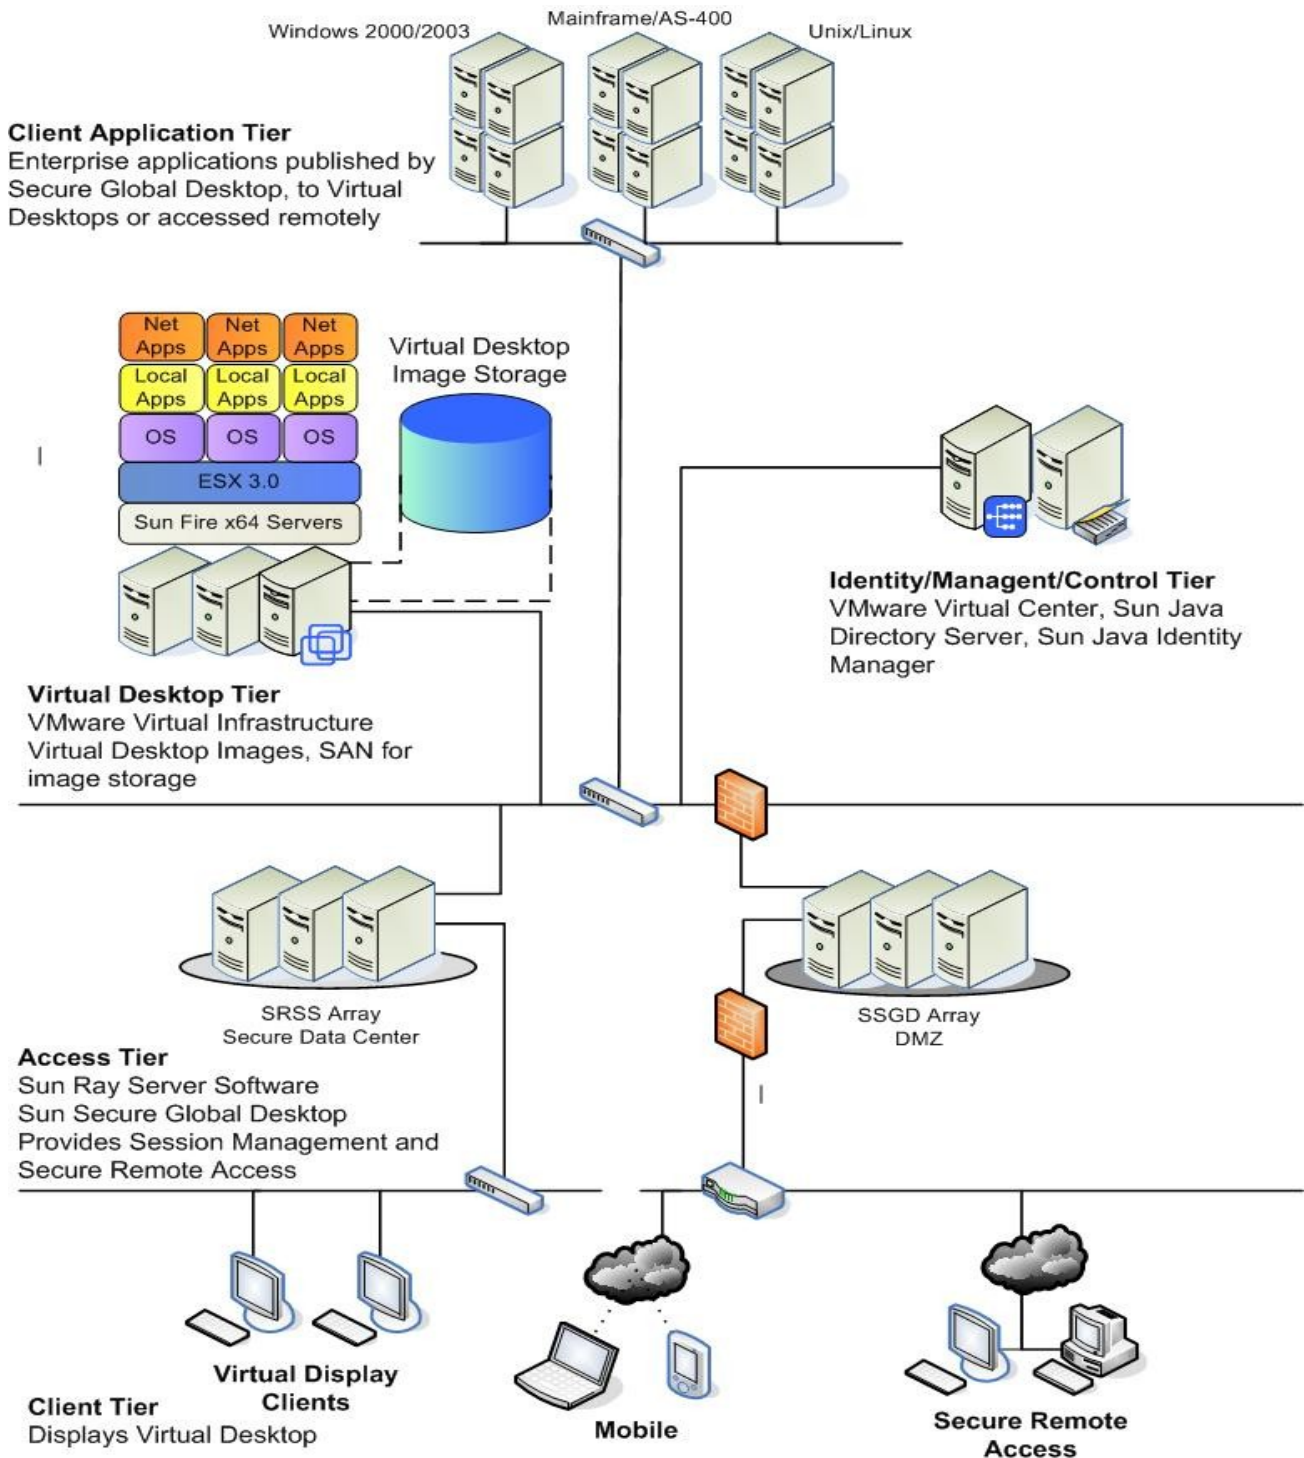 Windows 2000/2003
Mainframe/AS-400
Unix/Linux
Client Application Tier
Enterprise applications published by
Secure Global Desktop, to Virtual
Desktops or accessed remotely
Net
Apps
Net
Apps
Net
Apps
Local
Apps
Local
Apps
Local
Apps
OS
OS
OS
ESX 3.0
Sun Fire x64 Servers
Virtual Desktop
Image Storage
Identity/Managent/Control Tier
VMware Virtual Center, Sun Java
Directory Server, Sun Java Identity
Manager
Virtual Desktop Tier
VMware Virtual Infrastructure
Virtual Desktop Images, SAN for
image storage
SRSS Array
Secure Data Center
SSGD Array
DMZ
Access Tier
Sun Ray Server Software
Sun Secure Global Desktop
Provides Session Management and
Secure Remote Access
Virtual Display
Clients
Mobile
Secure Remote
Access
Client Tier
Displays Virtual Desktop